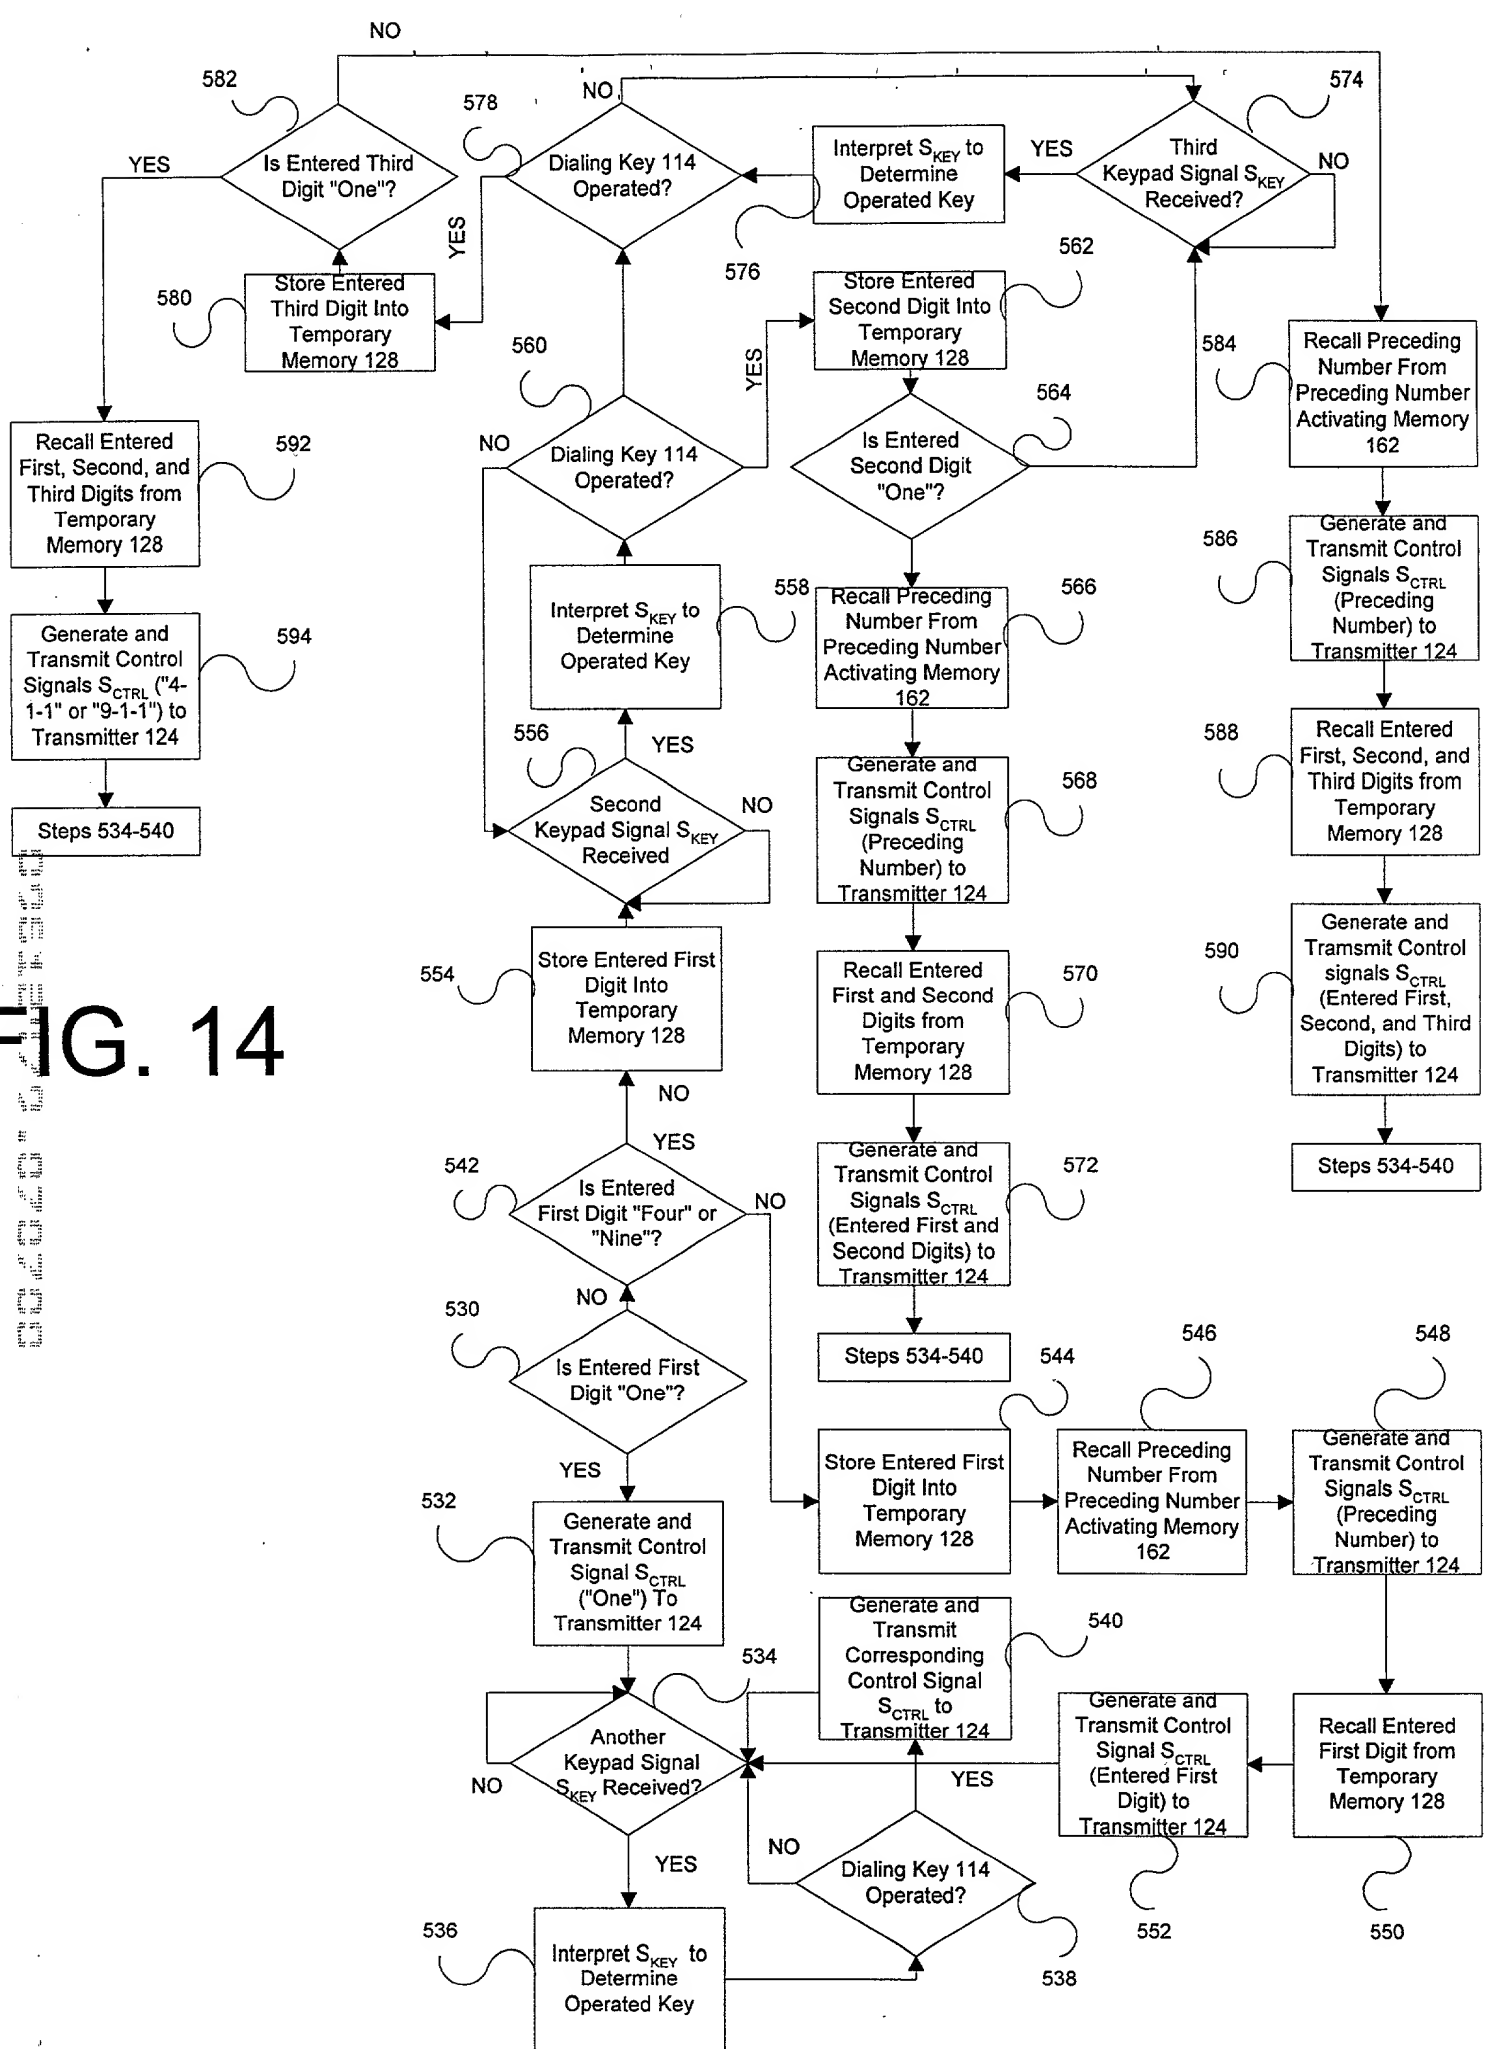 NO
582
578
NO
574
YES
Is Entered Third
Digit "One"?
Dialing Key 114
Operated?
Interpret SKEY to
Determine
Operated Key
YES
Third
Keypad Signal SKEY
Received?
NO
YES
576
562
580
Store Entered
Third Digit Into
Temporary
Memory 128
Store Entered
Second Digit Into
Temporary
Memory 128
560
YES
584
Recall Preceding
Number From
Preceding Number
Activating Memory
162
564
Recall Entered
First, Second, and
Third Digits from
Temporary
Memory 128
592
NO
Dialing Key 114
Operated?
Is Entered
Second Digit
"One"?
586
Generate and
Transmit Control
Signals SCTRL
(Preceding
Number) to
Transmitter 124
Interpret SKEY to
Determine
Operated Key
558
Recall Preceding
Number From
Preceding Number
Activating Memory
162
566
Generate and
Transmit Control
Signals SCTRL ("4-
1-1" or "9-1-1") to
Transmitter 124
594
556
YES
588
Recall Entered
First, Second, and
Third Digits from
Temporary
Memory 128
Steps 534-540
Second
Keypad Signal SKEY
Received
NO
Generate and
Transmit Control
Signals SCTRL
(Preceding
Number) to
Transmitter 124
568
554
Store Entered First
Digit Into
Temporary
Memory 128
Recall Entered
First and Second
Digits from
Temporary
Memory 128
570
590
Generate and
Tramsmit Control
signals SCTRL
(Entered First,
Second, and Third
Digits) to
Transmitter 124
FIG. 14
NO
YES
542
Is Entered
First Digit "Four" or
"Nine"?
NO
Generate and
Transmit Control
Signals SCTRL
(Entered First and
Second Digits) to
Transmitter 124
572
Steps 534-540
530
NO
Is Entered First
Digit "One"?
Steps 534-540
544
546
548
YES
532
Generate and
Transmit Control
Signal SCTRL
("One") To
Transmitter 124
Store Entered First
Digit Into
Temporary
Memory 128
Recall Preceding
Number From
Preceding Number
Activating Memory
162
Generate and
Transmit Control
Signals SCTRL
(Preceding
Number) to
Transmitter 124
534
Generate and
Transmit
Corresponding
Control Signal
SCTRL to
Transmitter 124
540
Another
Keypad Signal
SKEY Received?
NO
YES
Generate and
Transmit Control
Signal SCTRL
(Entered First
Digit) to
Transmitter 124
Recall Entered
First Digit from
Temporary
Memory 128
YES
NO
Dialing Key 114
Operated?
552
550
536
Interpret SKEY to
Determine
Operated Key
538